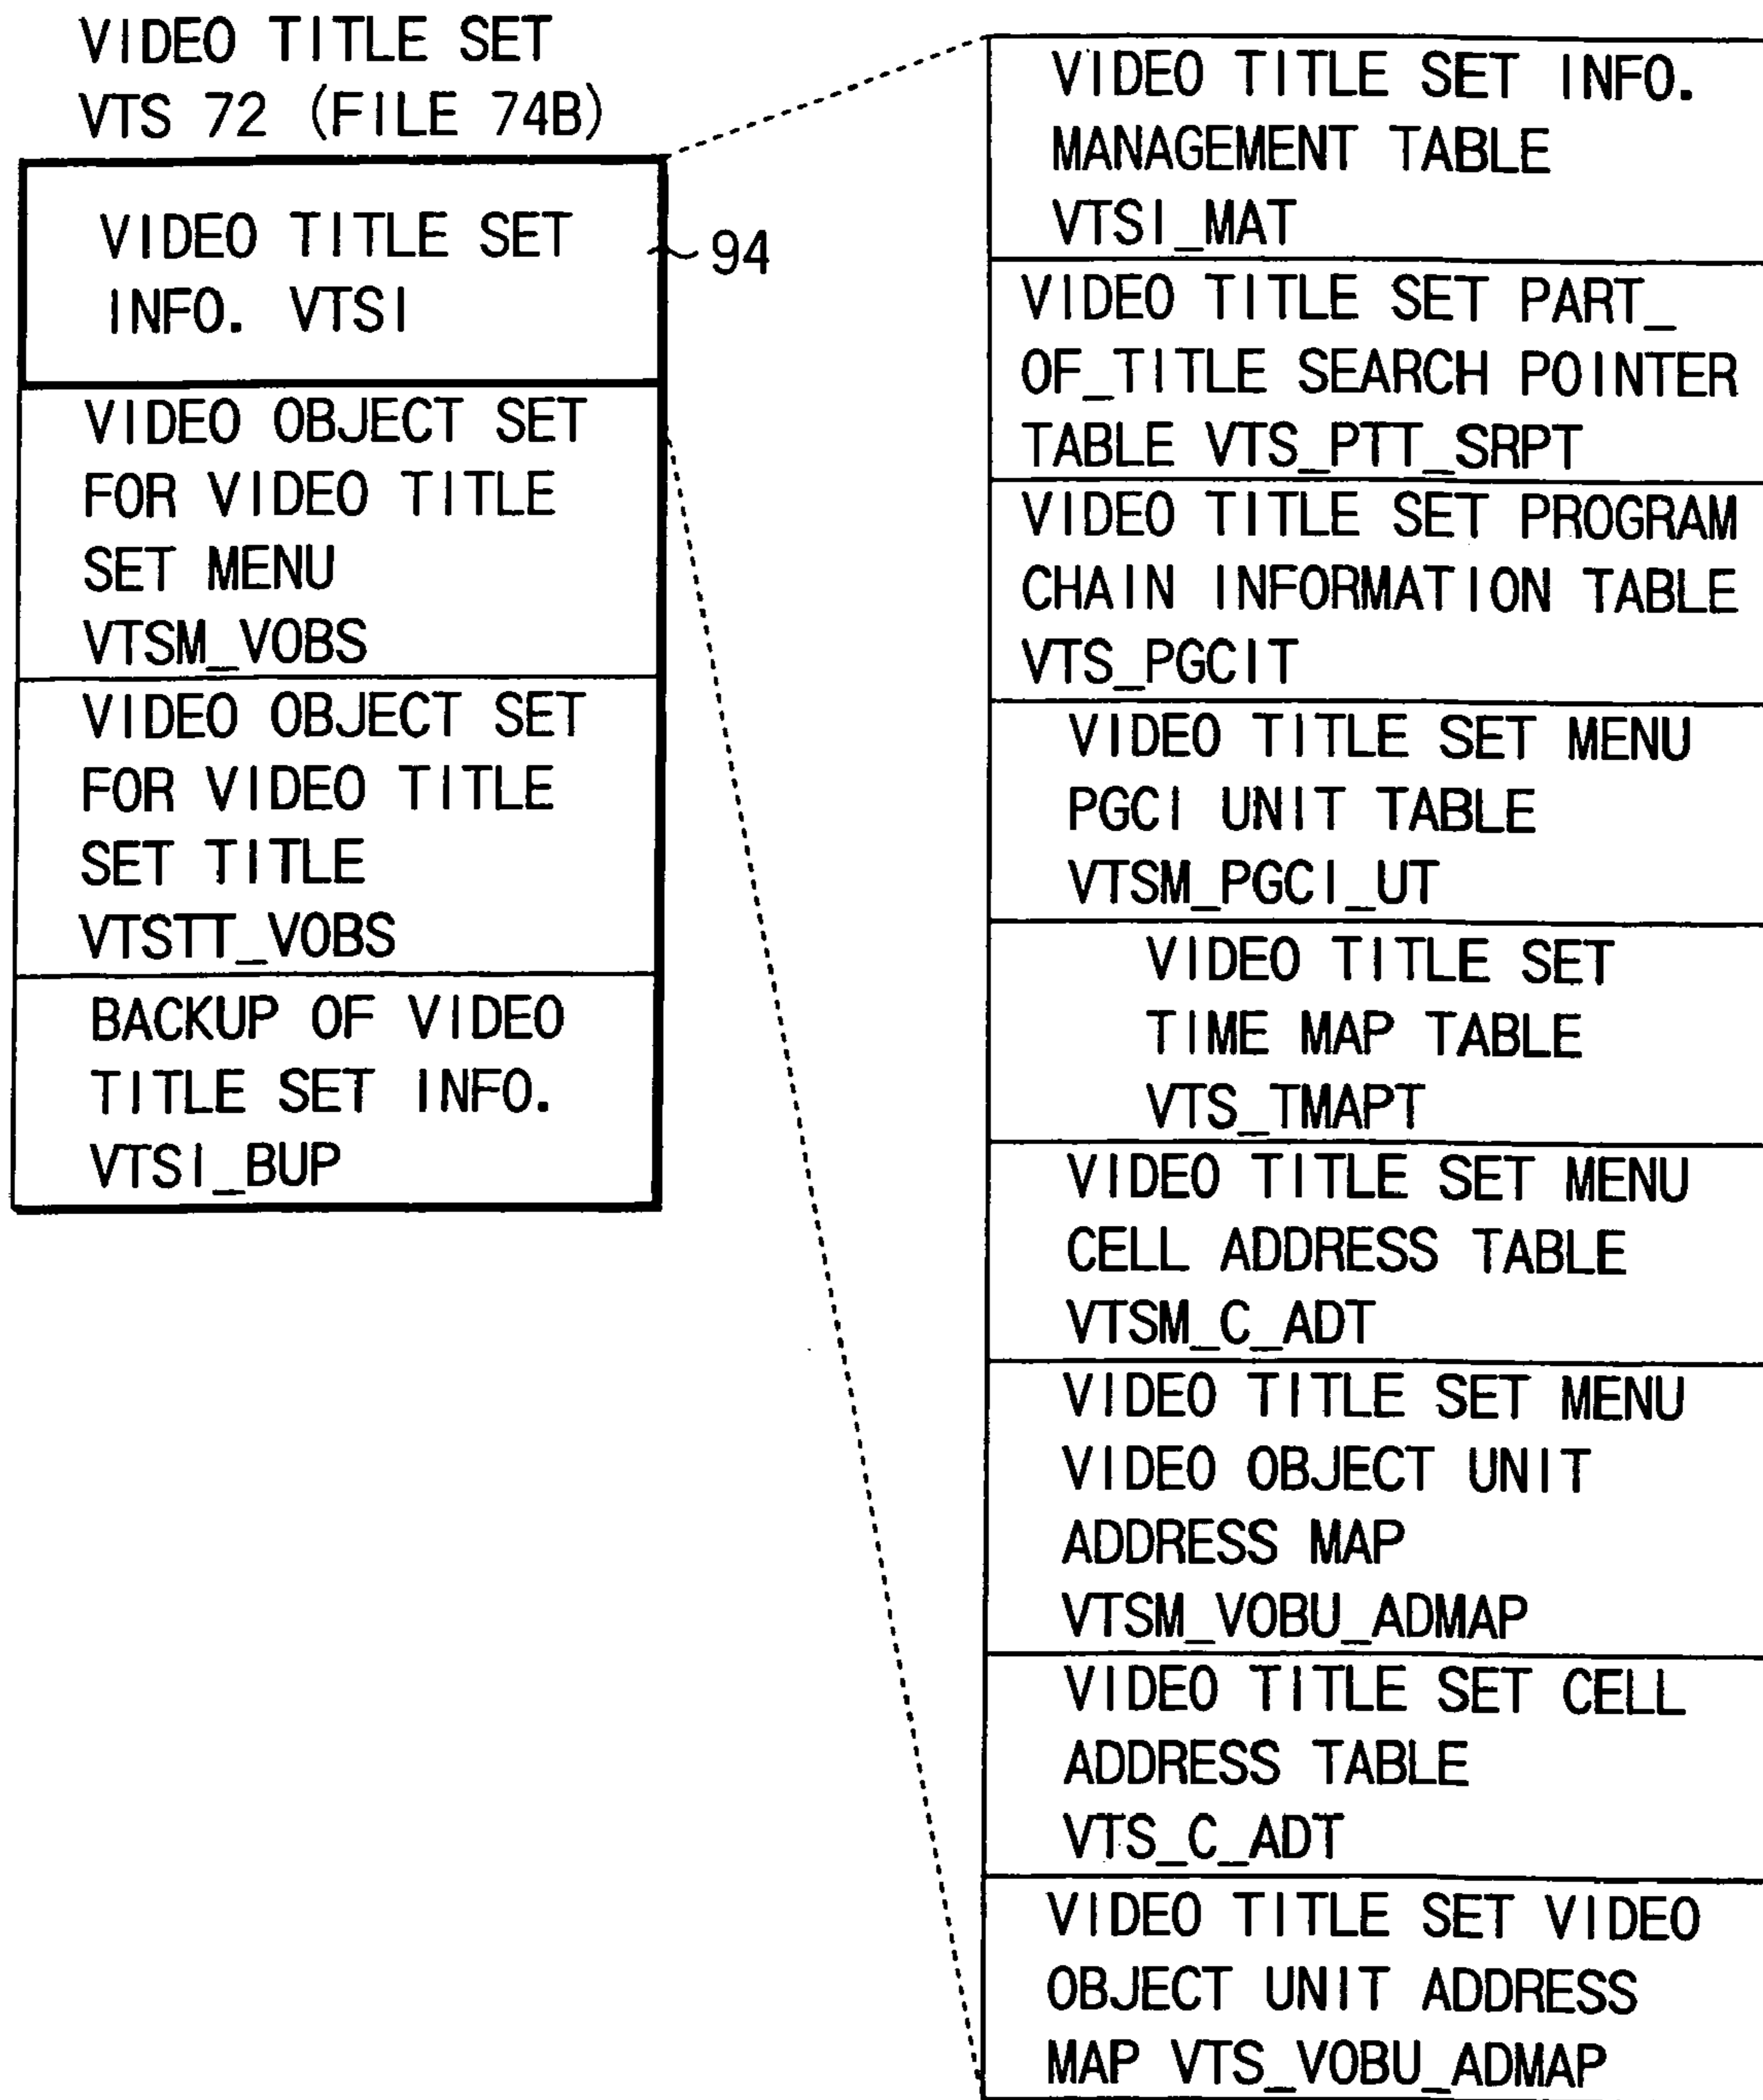 VIDEO TITLE SET
VTS 72 (FILE 74B)
VIDEO TITLE SET
INFO. VTSI
94
VIDEO OBJECT SET
FOR VIDEO TITLE
SET MENU
VTSM_VOBS
VIDEO OBJECT SET
FOR VIDEO TITLE
SET TITLE
VTSTT_VOBS
BACKUP OF VIDEO
TITLE SET INFO.
VTSI_BUP
VIDEO TITLE SET INFO.
MANAGEMENT TABLE
VTSI_MAT
VIDEO TITLE SET PART_
OF_TITLE SEARCH POINTER
TABLE VTS_PTT_SRPT
VIDEO TITLE SET PROGRAM
CHAIN INFORMATION TABLE
VTS_PGCIT
VIDEO TITLE SET MENU
PGCI UNIT TABLE
VTSM_PGCI_UT
VIDEO TITLE SET
TIME MAP TABLE
VTS_TMAPT
VIDEO TITLE SET MENU
CELL ADDRESS TABLE
VTSM_C_ADT
VIDEO TITLE SET MENU
VIDEO OBJECT UNIT
ADDRESS MAP
VTSM_VOBU_ADMAP
VIDEO TITLE SET CELL
ADDRESS TABLE
VTS_C_ADT
VIDEO TITLE SET VIDEO
OBJECT UNIT ADDRESS
MAP VTS_VOBU_ADMAP